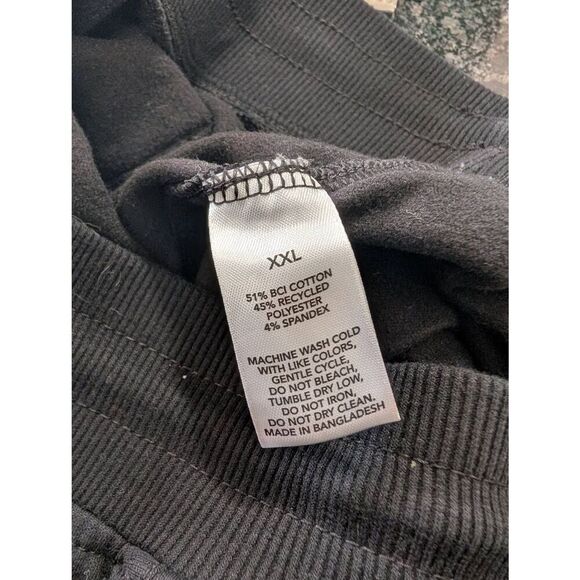 XXL
51% BCI COTTON
45% RECYCLED
POLYESTER
4% SPANDEX
MACHINE WASH COLD
WITH LIKE COLORS,
GENTLE CYCLE,
DO NOT BLEACH,
TUMBLE DRY LOW,
DO NOT IRON,
DO NOT DRY CLEAN.
MADE IN BANGLADESH